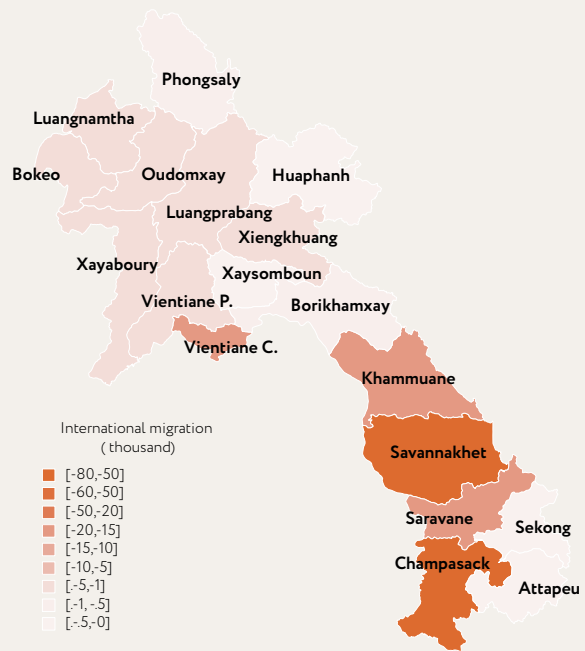 Phongsaly
Luangnamtha
Bokeo
Oudomxay
Huaphanh
Luangprabang
Xiengkhuang
Xayaboury
Xaysomboun
Vientiane P.
Borikhamxay
Vientiane C.
Khammuane
International migration
( thousand)
Savannakhet
[-80,-50]
[-60,-50]
[-50,-20]
[-20,-15]
[-15,-10]
[-10,-5]
[-5,-1]
[.-1, -.5]
[.-.5,-0]
Saravane
Sekong
Champasack
Attapeu